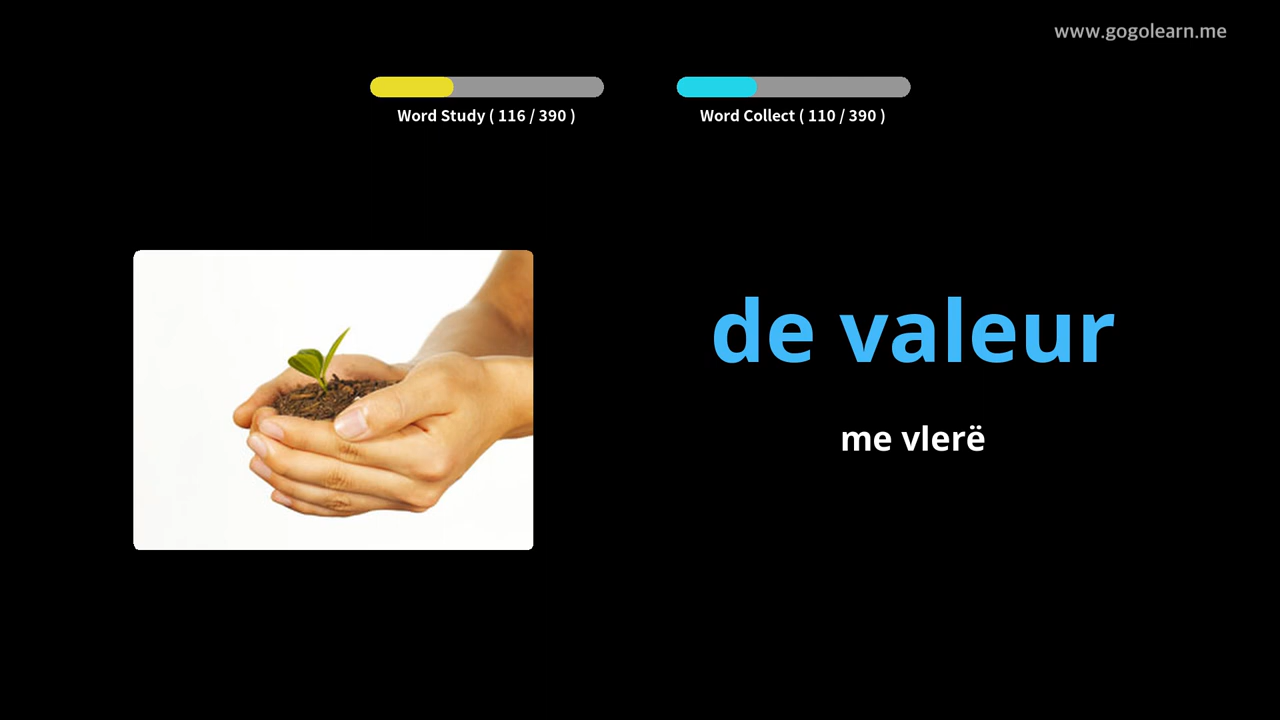 www.gogolearn.me
Word Study ( 116 / 390 )
Word Collect ( 110 / 390 )
de valeur
me vlerë